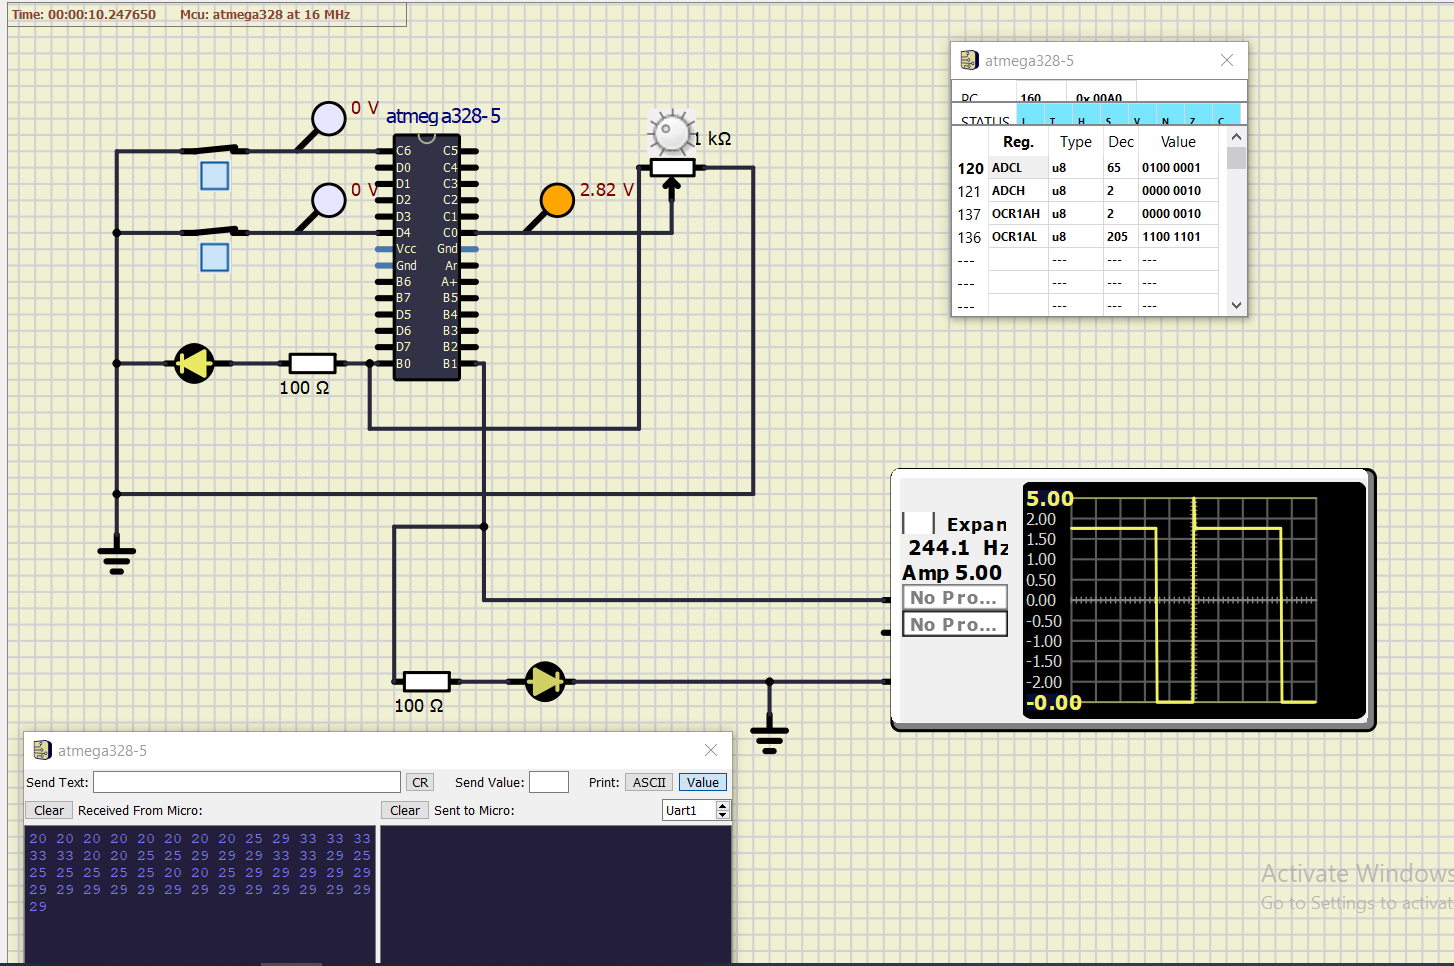 Time: 00:00:10.247650 Mcu: atmega328 at 16 MHz
0 V
atmega328-5
1 kΩ
0 V
2.82 V
C6 C5
D0 C4
D1 C3
D2 C2
D3 C1
D4 C0
Vcc Gnd
Gnd Ar
B6 A+
B7 B5
D5 B4
D6 B3
D7 B2
B0 B1
100 Ω
100 Ω
atmega328-5
PC 160 0x 00A0
STATUS I T H S V N Z C
Reg. Type Dec Value
120 ADCL u8 65 0100 0001
121 ADCH u8 2 0000 0010
137 OCR1AH u8 2 0000 0010
136 OCR1AL u8 205 1100 1101
--- --- --- ---
--- --- --- ---
--- --- --- ---
Expan
244.1 Hz
Amp 5.00
No Pro...
No Pro...
5.00
2.00
1.50
1.00
0.50
0.00
-0.50
-1.00
-1.50
-2.00
-0.00
atmega328-5
Send Text: CR Send Value: Print: ASCII Value
Clear Received From Micro: Clear Sent to Micro: Uart1
20 20 20 20 20 20 20 20 25 29 33 33 33
33 33 20 20 25 25 29 29 29 33 33 29 25
25 25 25 25 25 20 20 25 29 29 29 29 29
29 29 29 29 29 29 29 29 29 29 29 29 29
29
Activate Windows
Go to Settings to activat